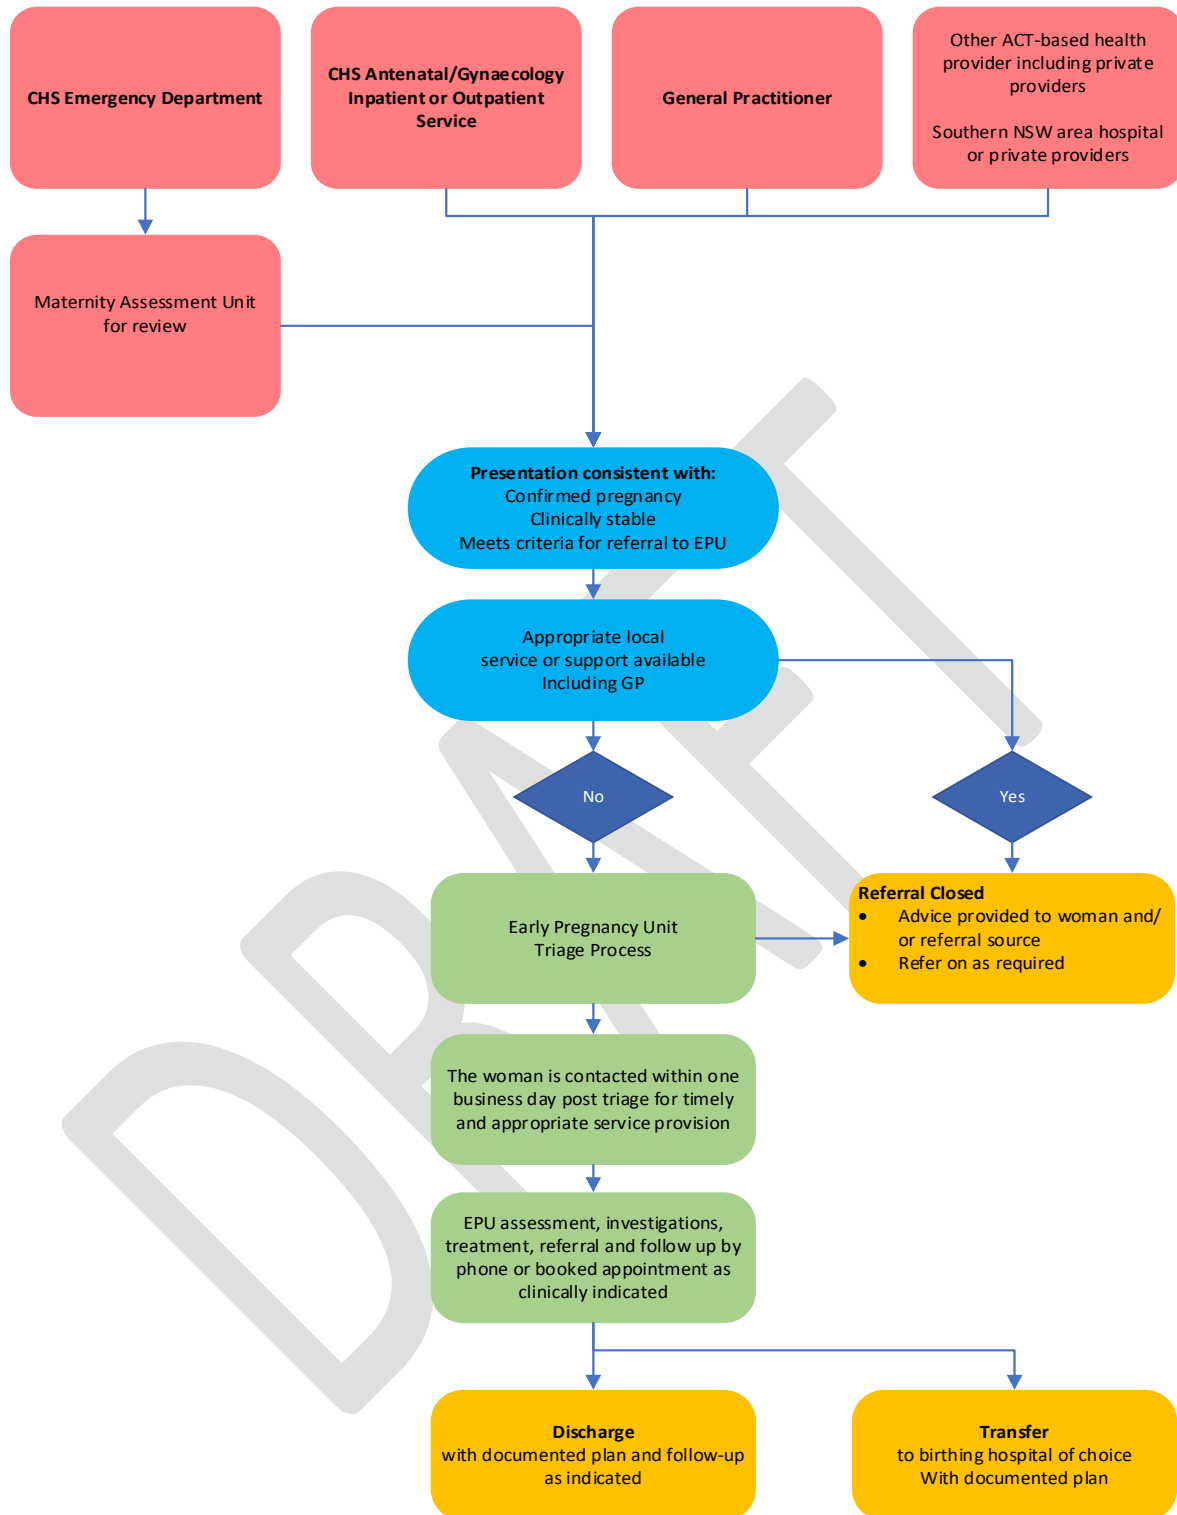 CHS Emergency Department
CHS Antenatal/Gynaecology
Inpatient or Outpatient
Service
General Practitioner
Other ACT-based health
provider including private
providers
Southern NSW area hospital
or private providers
Maternity Assessment Unit
for review
Presentation consistent with:
Confirmed pregnancy
Clinically stable
Meets criteria for referral to EPU
Appropriate local
service or support available
Including GP
No
Yes
Early Pregnancy Unit
Triage Process
Referral Closed
• Advice provided to woman and/
or referral source
• Refer on as required
The woman is contacted within one
business day post triage for timely
and appropriate service provision
EPU assessment, investigations,
treatment, referral and follow up by
phone or booked appointment as
clinically indicated
Discharge
with documented plan and follow-up
as indicated
Transfer
to birthing hospital of choice
With documented plan
DRAFT